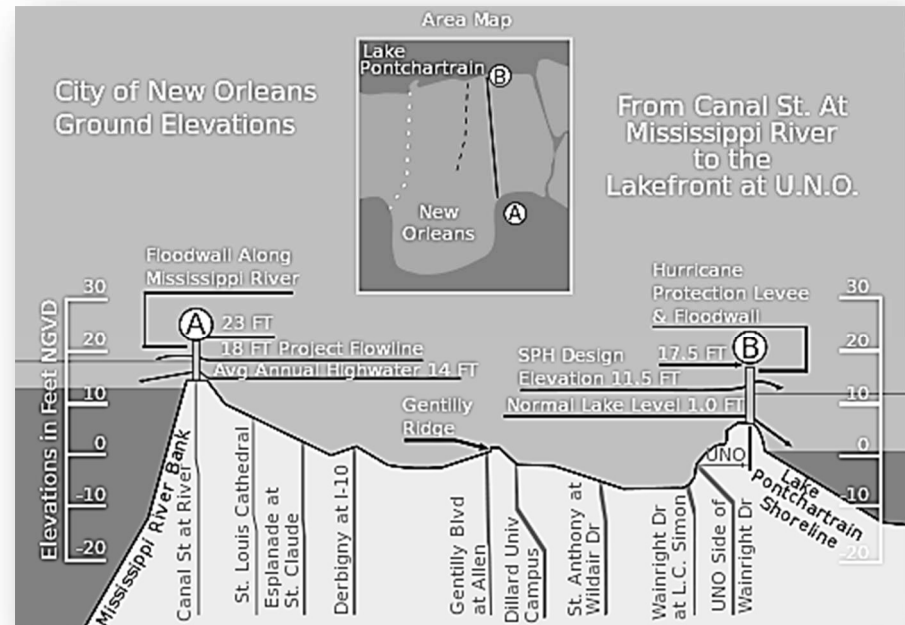 Area Map
Lake
Pontchartrain
B
New
Orleans
A
City of New Orleans
Ground Elevations
From Canal St. At
Mississippi River
to the
Lakefront at U.N.O.
Floodwall Along
Mississippi River
A
23 FT
18 FT Project Flowline
Avg Annual Highwater 14 FT
Gentilly
Ridge
Hurricane
Protection Levee
& Floodwall
17.5 FT
B
SPH Design
Elevation 11.5 FT
Normal Lake Level 1.0 FT
Elevations in Feet NGVD
30
20
10
0
-10
-20
30
20
10
0
-10
-20
Mississippi River Bank
Canal St at River
St. Louis Cathedral
Esplanade at
St. Claude
Derbigny at I-10
Gentilly Blvd
at Allen
Dillard Univ
Campus
St. Anthony at
Wildair Dr
Wainright Dr
at L.C. Simon
UNO Side of
Wainright Dr
UNO
Lake
Pontchartrain
Shoreline